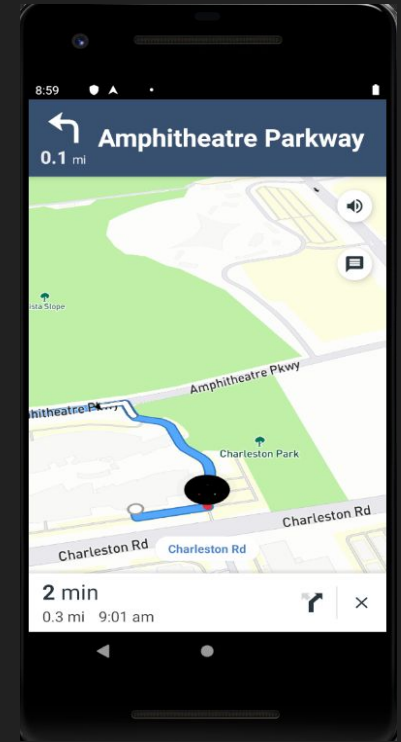 8:59
Amphitheatre Parkway
0.1 mi
ista Slope
Amphitheatre Pkwy
hitheatre
Charleston Park
Charleston Rd
Charleston Rd
Charleston Rd
2 min
0.3 mi 9:01 am